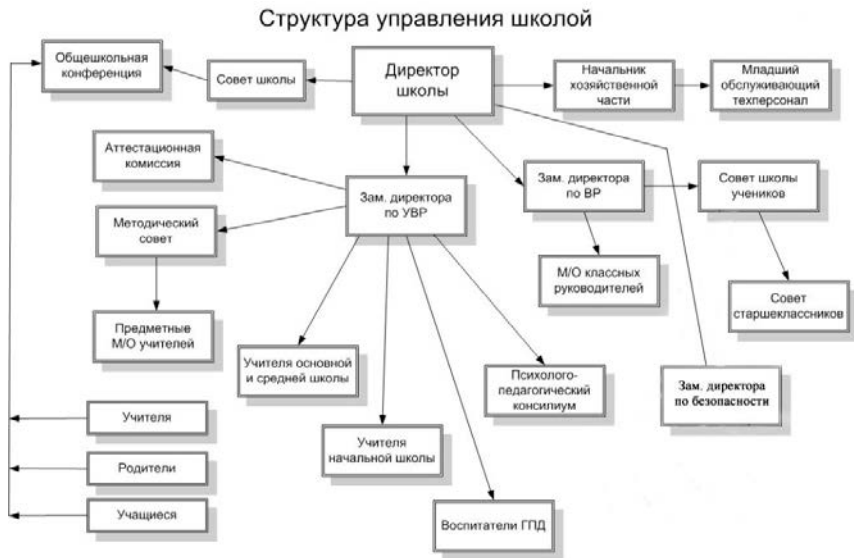 Структура управления школой
Общешкольная
конференция
Совет школы
Директор
школы
Начальник
хозяйственной
части
Младший
обслуживающий
техперсонал
Аттестационная
комиссия
Зам. директора
по УВР
Зам. директора
по ВР
Совет школы
учеников
Методический
совет
М/О классных
руководителей
Совет
старшеклассников
Предметные
М/О учителей
Учителя основной
и средней школы
Психолого-
педагогический
консилиум
Зам. директора
по безопасности
Учителя
Учителя
начальной школы
Родители
Учащиеся
Воспитатели ГПД